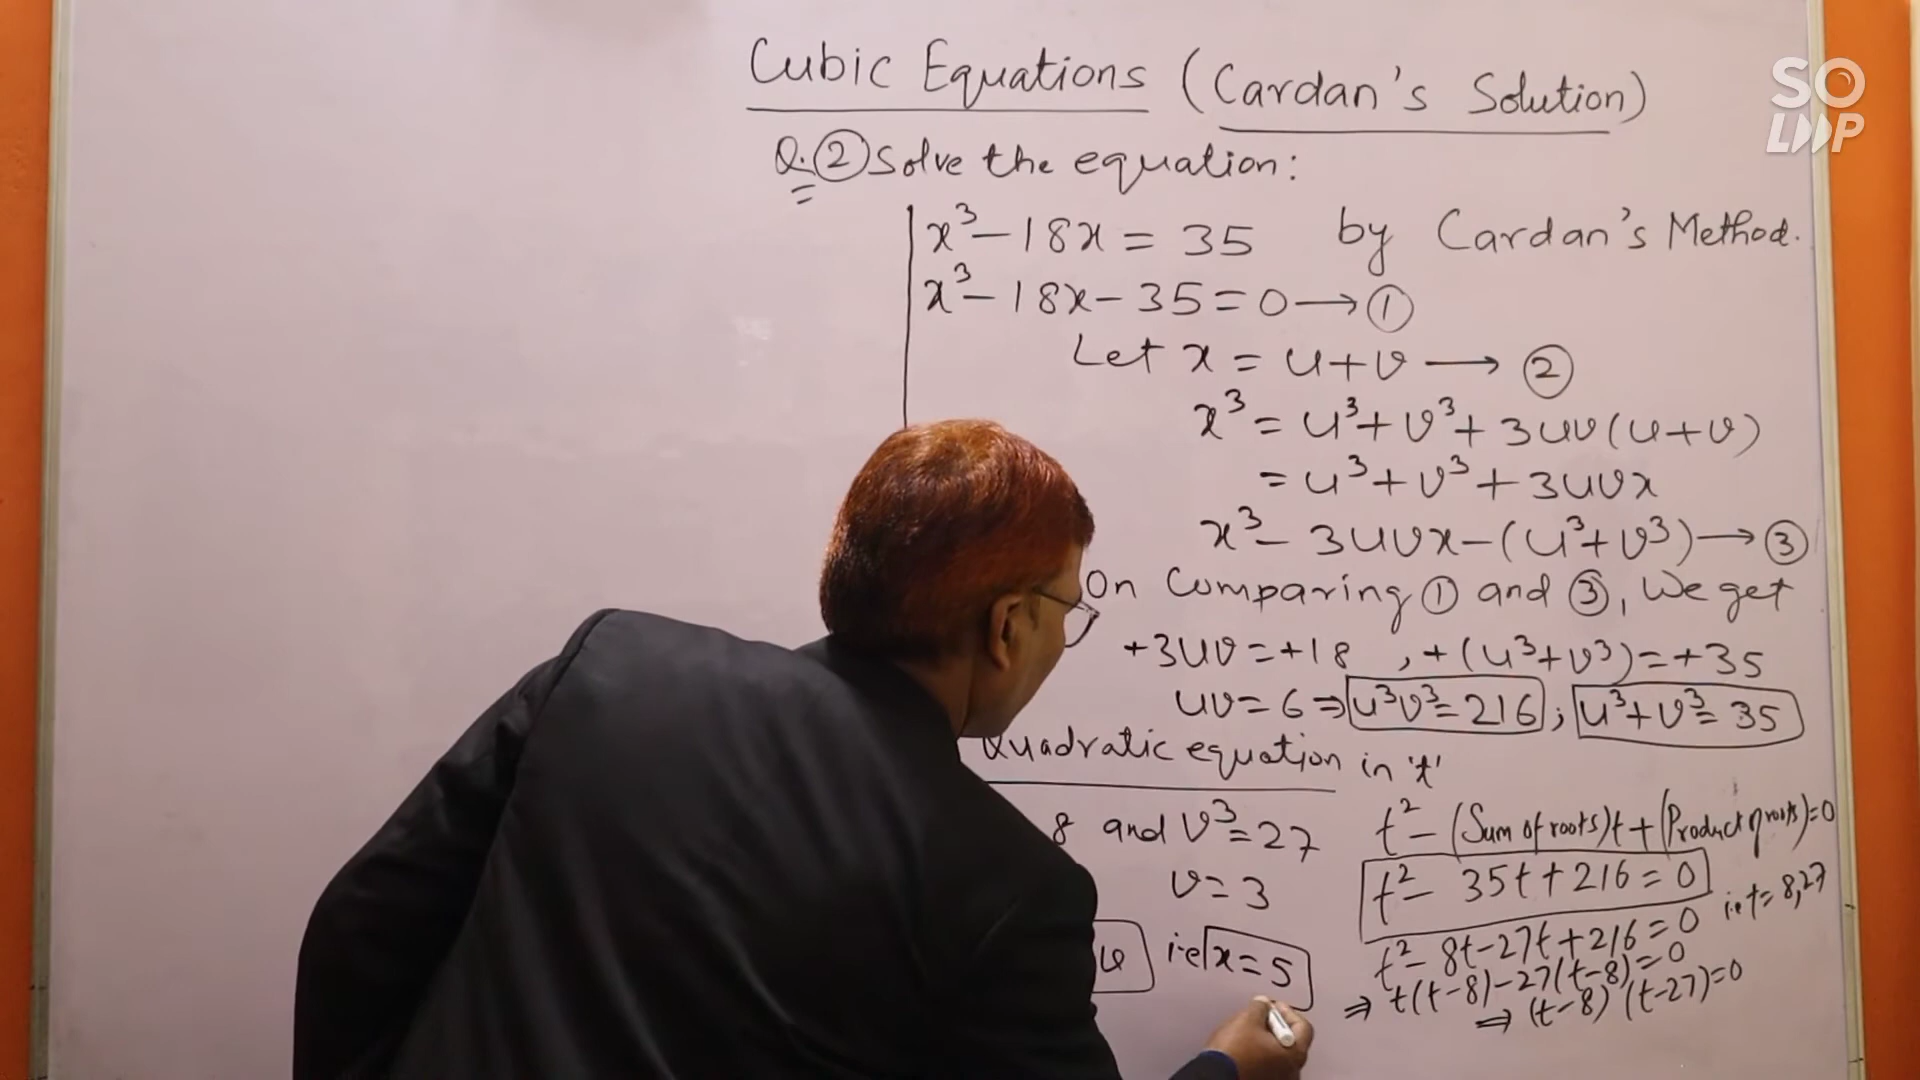 Cubic Equations (Cardan's Solution)
SO
LOOP
Q.② Solve the equation:
x³ - 18x = 35 by Cardan's Method.
x³ - 18x - 35 = 0 → ①
Let x = u + v → ②
x³ = u³ + v³ + 3uv(u+v)
= u³ + v³ + 3uvx
x³ - 3uvx - (u³ + v³) → ③
On Comparing ① and ③, We get
+3uv = +18 , +(u³ + v³) = +35
uv = 6 ⇒ u³v³ = 216 ; u³ + v³ = 35
Quadratic equation in 't'
8 and v³ = 27
v = 3
i.e x = 5
t² - (Sum of roots)t + (Product of roots) = 0
t² - 35t + 216 = 0
i.e t = 8, 27
t² - 8t - 27t + 216 = 0
⇒ t(t-8) - 27(t-8) = 0
⇒ (t-8) (t-27) = 0